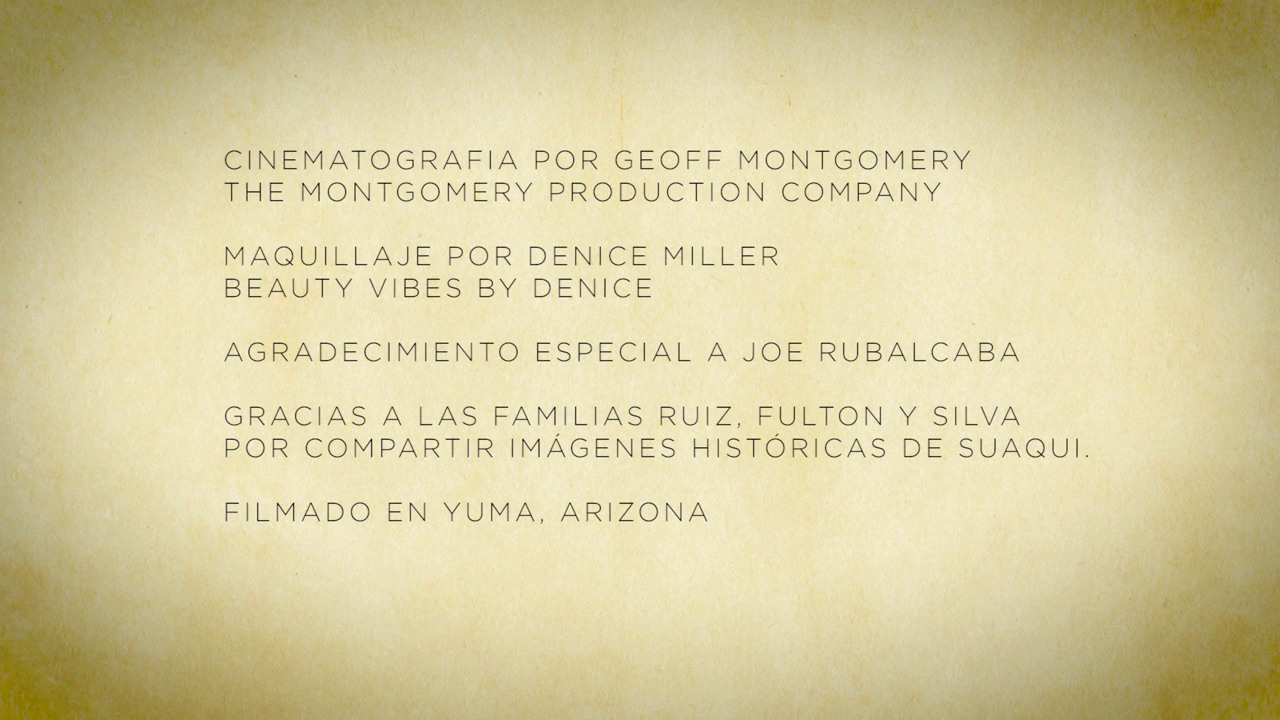 CINEMATOGRAFIA POR GEOFF MONTGOMERY
THE MONTGOMERY PRODUCTION COMPANY
MAQUILLAJE POR DENICE MILLER
BEAUTY VIBES BY DENICE
AGRADECIMIENTO ESPECIAL A JOE RUBALCABA
GRACIAS A LAS FAMILIAS RUIZ, FULTON Y SILVA
POR COMPARTIR IMÁGENES HISTÓRICAS DE SUAQUI.
FILMADO EN YUMA, ARIZONA